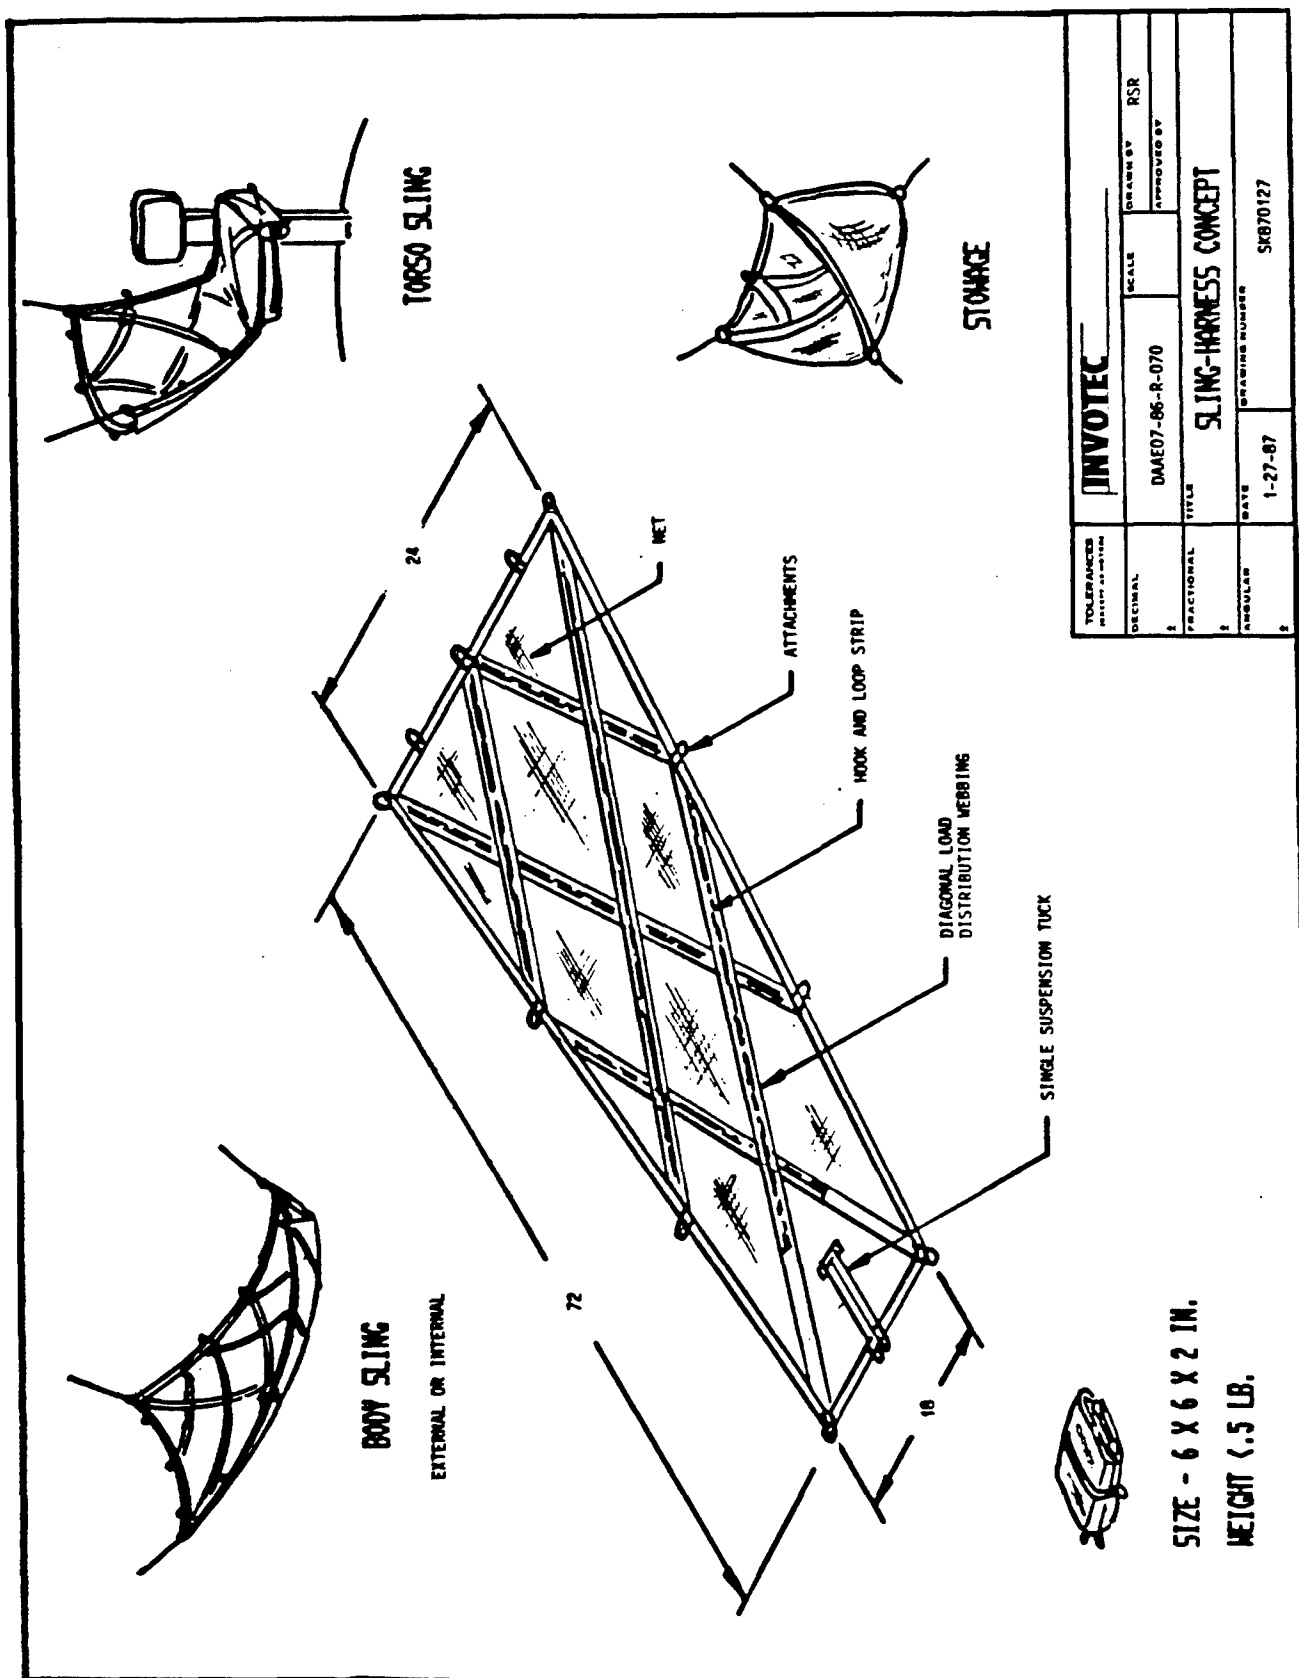 BODY SLING
EXTERNAL OR INTERNAL
TORSO SLING
72
24
18
NET
ATTACHMENTS
HOOK AND LOOP STRIP
DIAGONAL LOAD
DISTRIBUTION WEBBING
SINGLE SUSPENSION TUCK
STOWAGE
SIZE - 6 X 6 X 2 IN.
WEIGHT <.5 LB.
TOLERANCES
DECIMAL
±
FRACTIONAL
±
ANGULAR
±
INVOTEC
DAAE07-86-R-070
SCALE
DRAWN BY
RSR
APPROVED BY
TITLE
SLING-HARNESS CONCEPT
DATE
1-27-87
DRAWING NUMBER
SK870127